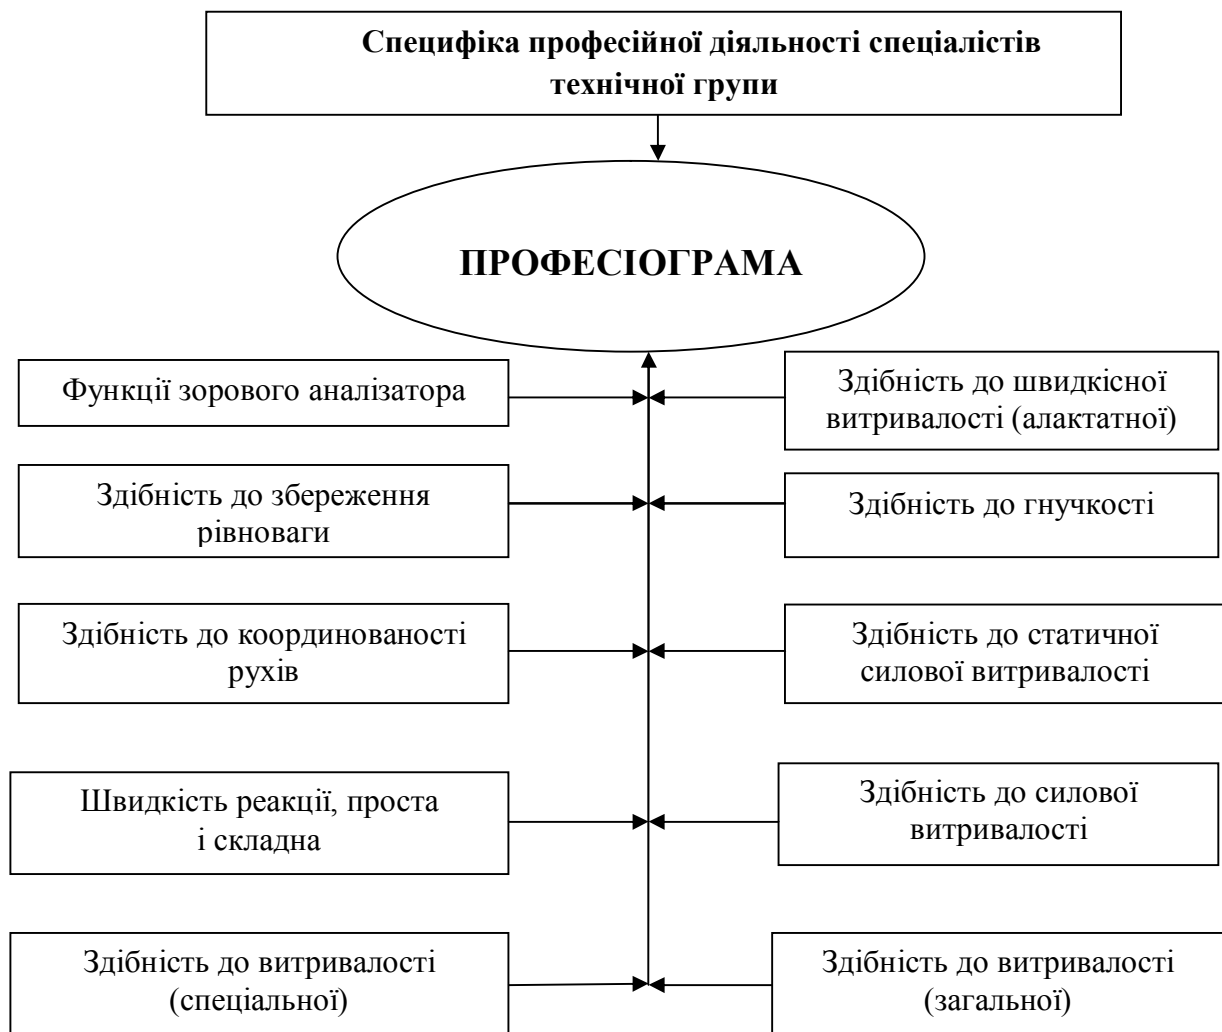 Специфіка професійної діяльності спеціалістів
технічної групи
ПРОФЕСІОГРАМА
Функції зорового аналізатора
Здібність до швидкісної
витривалості (алактатної)
Здібність до збереження
рівноваги
Здібність до гнучкості
Здібність до координованості
рухів
Здібність до статичної
силової витривалості
Швидкість реакції, проста
і складна
Здібність до силової
витривалості
Здібність до витривалості
(спеціальної)
Здібність до витривалості
(загальної)